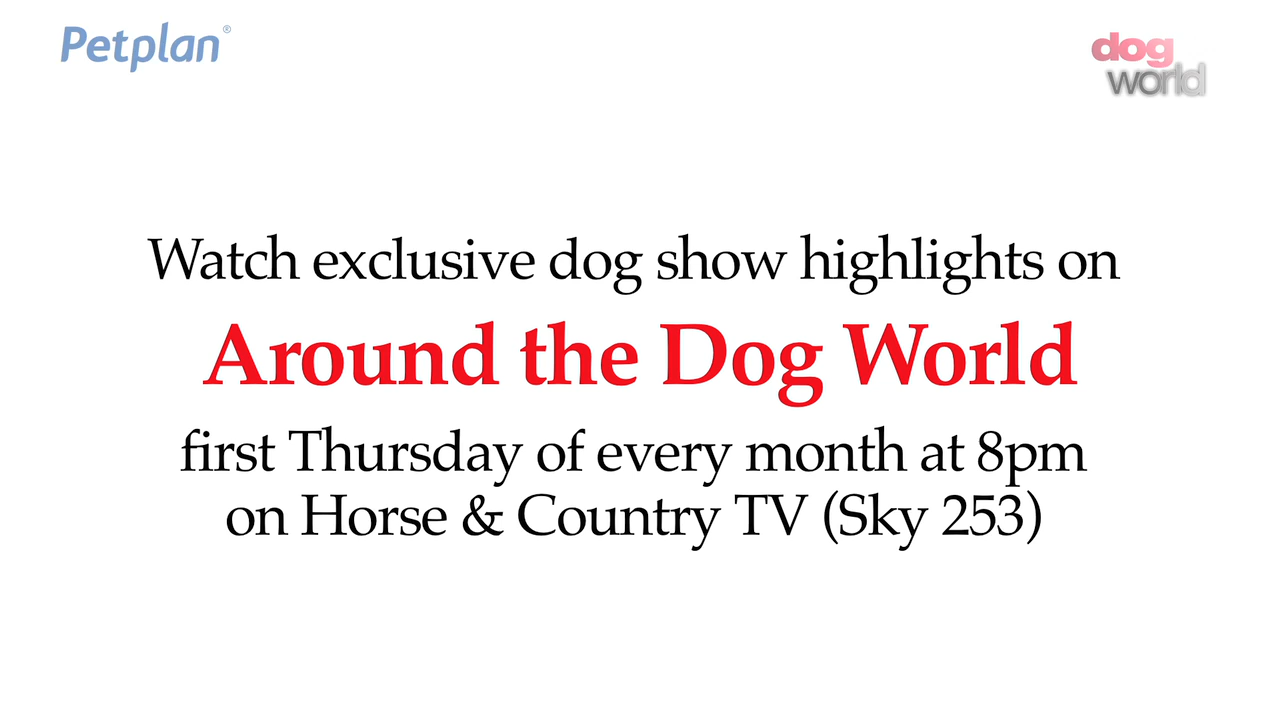 Petplan®
dog
world
Watch exclusive dog show highlights on
Around the Dog World
first Thursday of every month at 8pm
on Horse & Country TV (Sky 253)